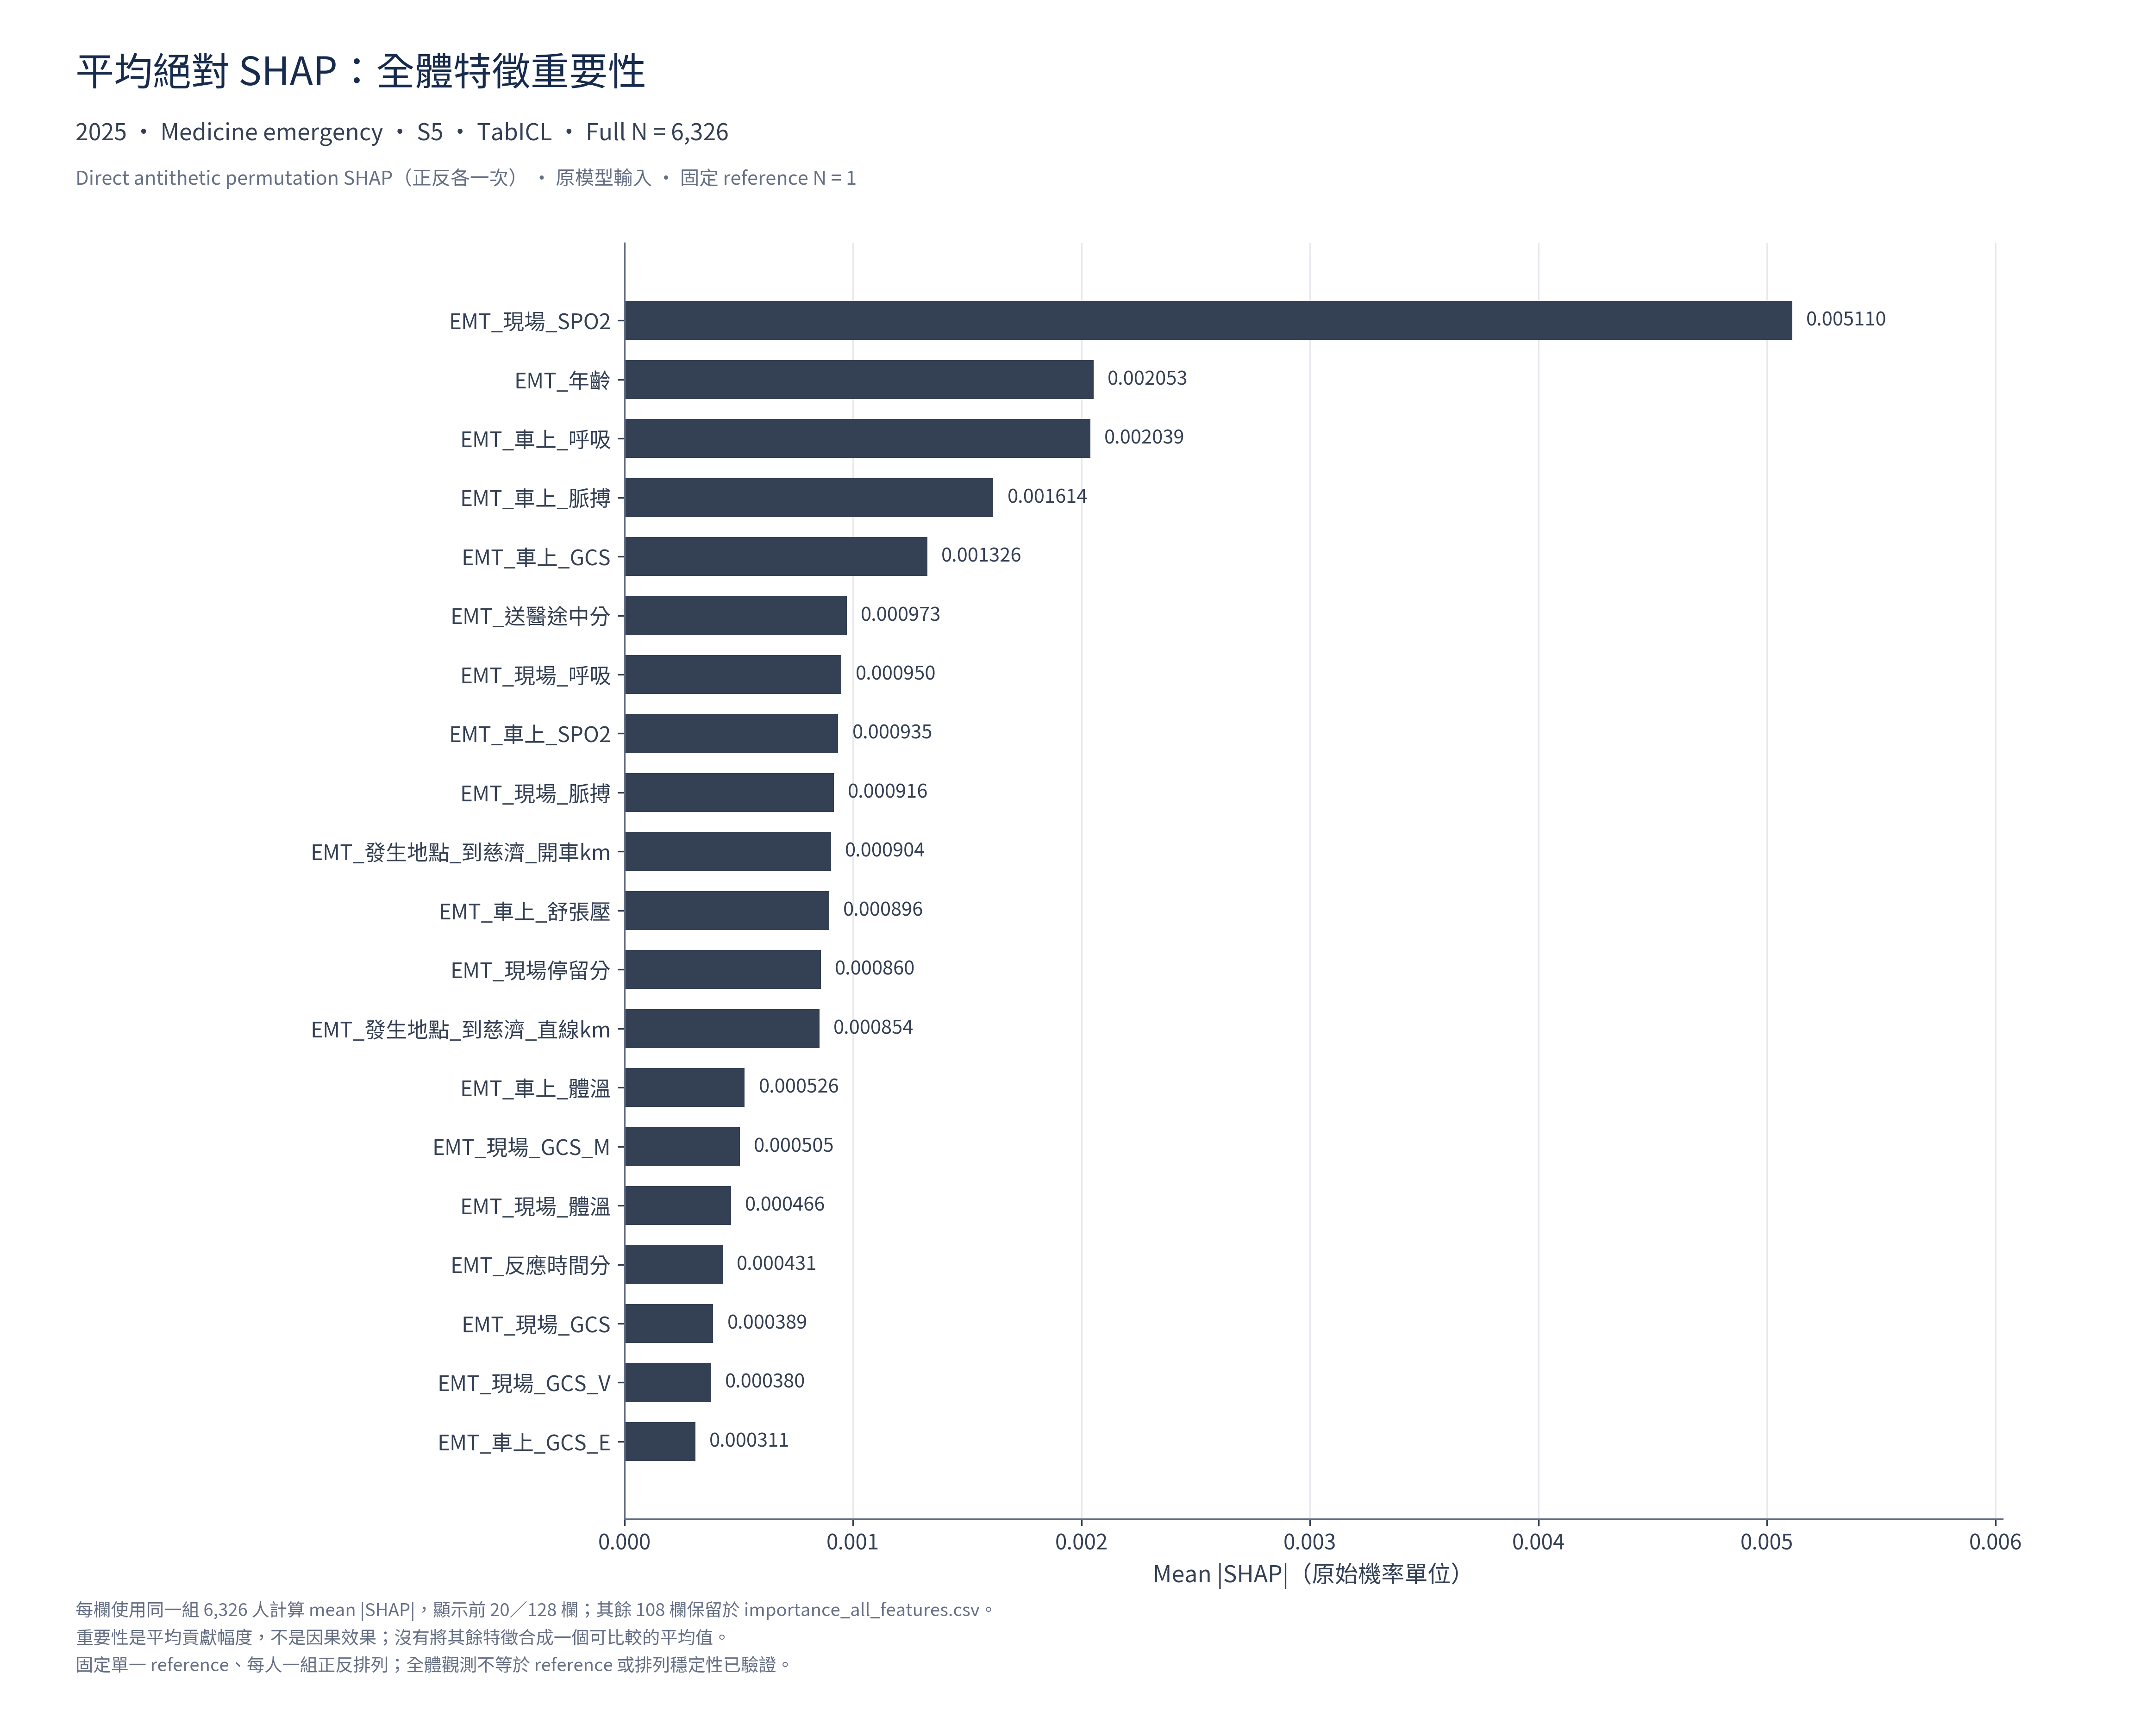 平均絕對 SHAP：全體特徵重要性
2025 • Medicine emergency • S5 • TabICL • Full N = 6,326
Direct antithetic permutation SHAP（正反各一次） • 原模型輸入 • 固定 reference N = 1
EMT_現場_SPO2 0.005110
EMT_年齡 0.002053
EMT_車上_呼吸 0.002039
EMT_車上_脈搏 0.001614
EMT_車上_GCS 0.001326
EMT_送醫途中分 0.000973
EMT_現場_呼吸 0.000950
EMT_車上_SPO2 0.000935
EMT_現場_脈搏 0.000916
EMT_發生地點_到慈濟_開車km 0.000904
EMT_車上_舒張壓 0.000896
EMT_現場停留分 0.000860
EMT_發生地點_到慈濟_直線km 0.000854
EMT_車上_體溫 0.000526
EMT_現場_GCS_M 0.000505
EMT_現場_體溫 0.000466
EMT_反應時間分 0.000431
EMT_現場_GCS 0.000389
EMT_現場_GCS_V 0.000380
EMT_車上_GCS_E 0.000311
0.000 0.001 0.002 0.003 0.004 0.005 0.006
Mean |SHAP|（原始機率單位）
每欄使用同一組 6,326 人計算 mean |SHAP|，顯示前 20／128 欄；其餘 108 欄保留於 importance_all_features.csv。
重要性是平均貢獻幅度，不是因果效果；沒有將其餘特徵合成一個可比較的平均值。
固定單一 reference、每人一組正反排列；全體觀測不等於 reference 或排列穩定性已驗證。